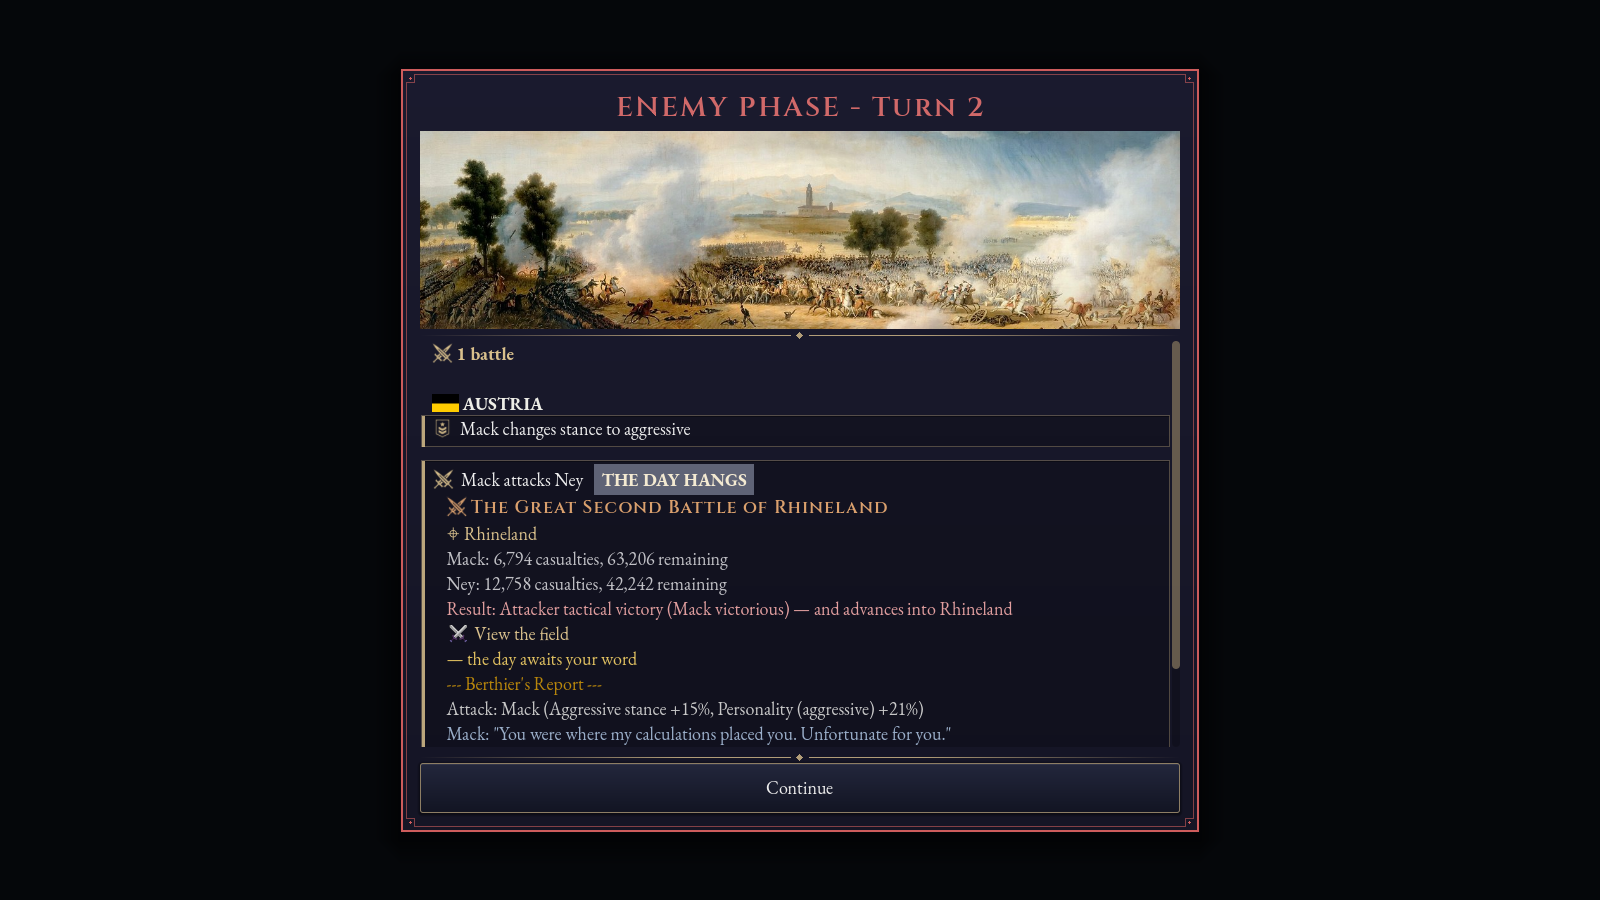 ENEMY PHASE - Turn 2
1 battle
AUSTRIA
Mack changes stance to aggressive
Mack attacks Ney THE DAY HANGS
The Great Second Battle of Rhineland
Rhineland
Mack: 6,794 casualties, 63,206 remaining
Ney: 12,758 casualties, 42,242 remaining
Result: Attacker tactical victory (Mack victorious) — and advances into Rhineland
View the field
— the day awaits your word
--- Berthier's Report ---
Attack: Mack (Aggressive stance +15%, Personality (aggressive) +21%)
Mack: "You were where my calculations placed you. Unfortunate for you."
Continue